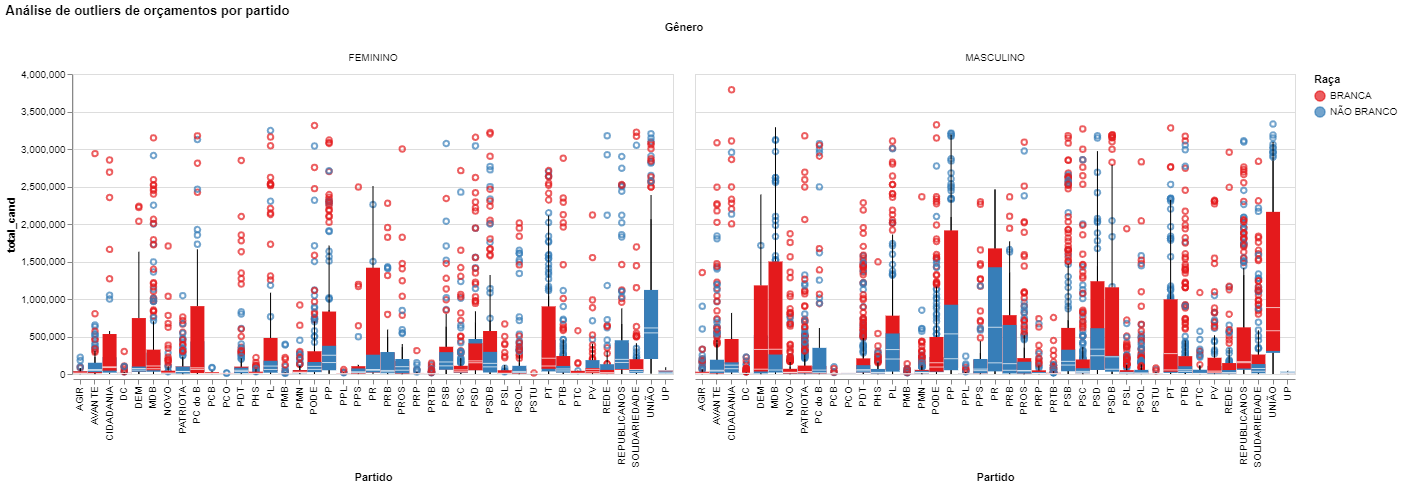 Análise de outliers de orçamentos por partido
Gênero
FEMININO
MASCULINO
Raça
BRANCA
NÃO BRANCO
total_cand
4,000,000
3,500,000
3,000,000
2,500,000
2,000,000
1,500,000
1,000,000
500,000
0
AGIR
AVANTE
CIDADANIA
DC
DEM
MDB
NOVO
PATRIOTA
PC do B
PCB
PCO
PDT
PHS
PL
PMB
PMN
PODE
PP
PPL
PPS
PR
PRB
PROS
PRP
PRTB
PSB
PSC
PSD
PSDB
PSL
PSOL
PSTU
PT
PTB
PTC
PV
REDE
REPUBLICANOS
SOLIDARIEDADE
UNIÃO
UP
Partido
AGIR
AVANTE
CIDADANIA
DC
DEM
MDB
NOVO
PATRIOTA
PC do B
PCB
PCO
PDT
PHS
PL
PMB
PMN
PODE
PP
PPL
PPS
PR
PRB
PROS
PRP
PRTB
PSB
PSC
PSD
PSDB
PSL
PSOL
PSTU
PT
PTB
PTC
PV
REDE
REPUBLICANOS
SOLIDARIEDADE
UNIÃO
UP
Partido